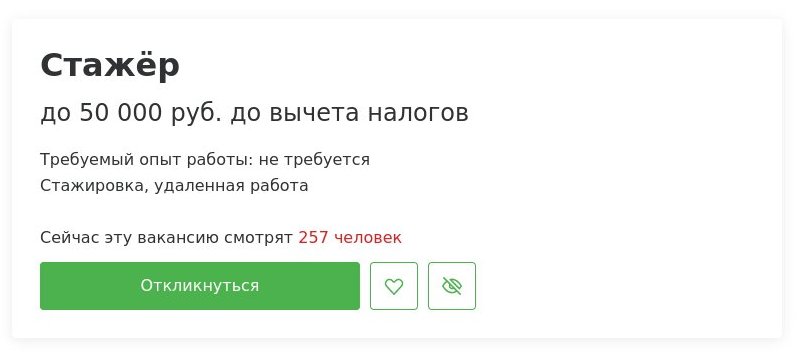 Стажёр
до 50 000 руб. до вычета налогов
Требуемый опыт работы: не требуется
Стажировка, удаленная работа
Сейчас эту вакансию смотрят 257 человек
Откликнуться